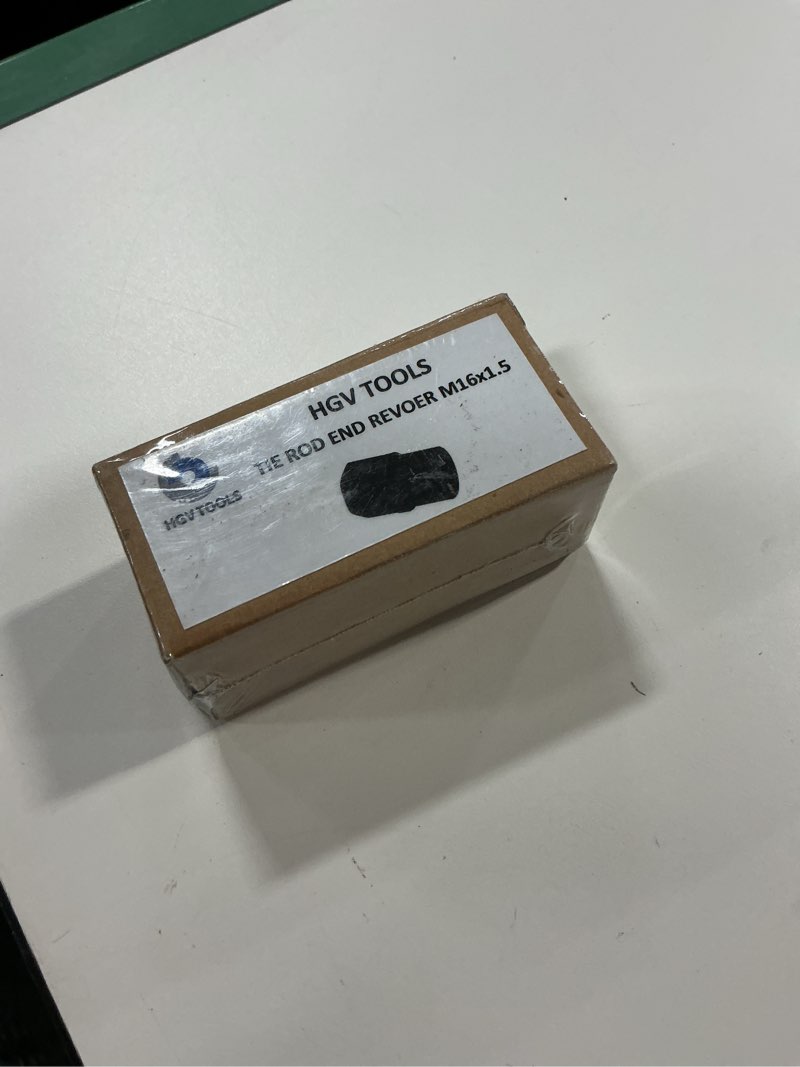 HGV TOOLS
TIE ROD END REVOER M16x1.5
HGV TOOLS